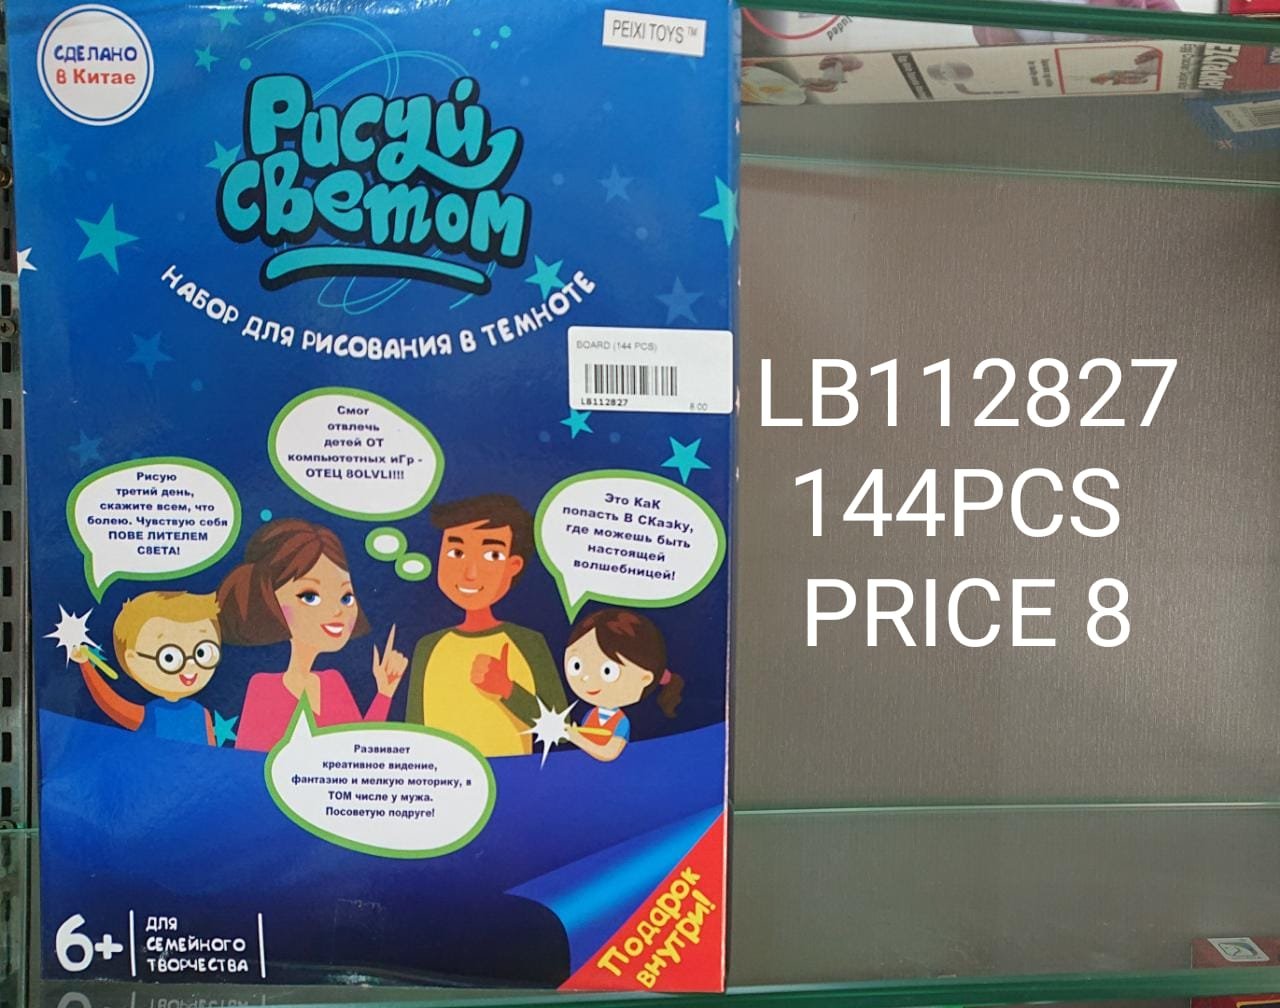 СДЕЛАНО
В Китае
PEIXI TOYS™
Рисуй
светом
НАБОР ДЛЯ РИСОВАНИЯ В ТЕМНОТЕ
BOARD (144 PCS)
LB112827 8.00
LB112827
144PCS
PRICE 8
Смог
отвлечь
детей ОТ
компьютетных иГр -
ОТЕЦ 8OLVLI!!!
Рисую
третий день,
скажите всем, что
болею. Чувствую себя
ПОВЕ ЛИТЕЛЕМ
С8ЕТА!
Это КаК
попасть В СКазkу,
где можешь быть
настоящей
волшебницей!
Развивает
креативное видение,
фантазию и мелкую моторику, в
ТОМ числе у мужа.
Посоветую подруге!
6+
ДЛЯ
СЕМЕЙНОГО
ТВОРЧЕСТВА
Подарок
внутри!